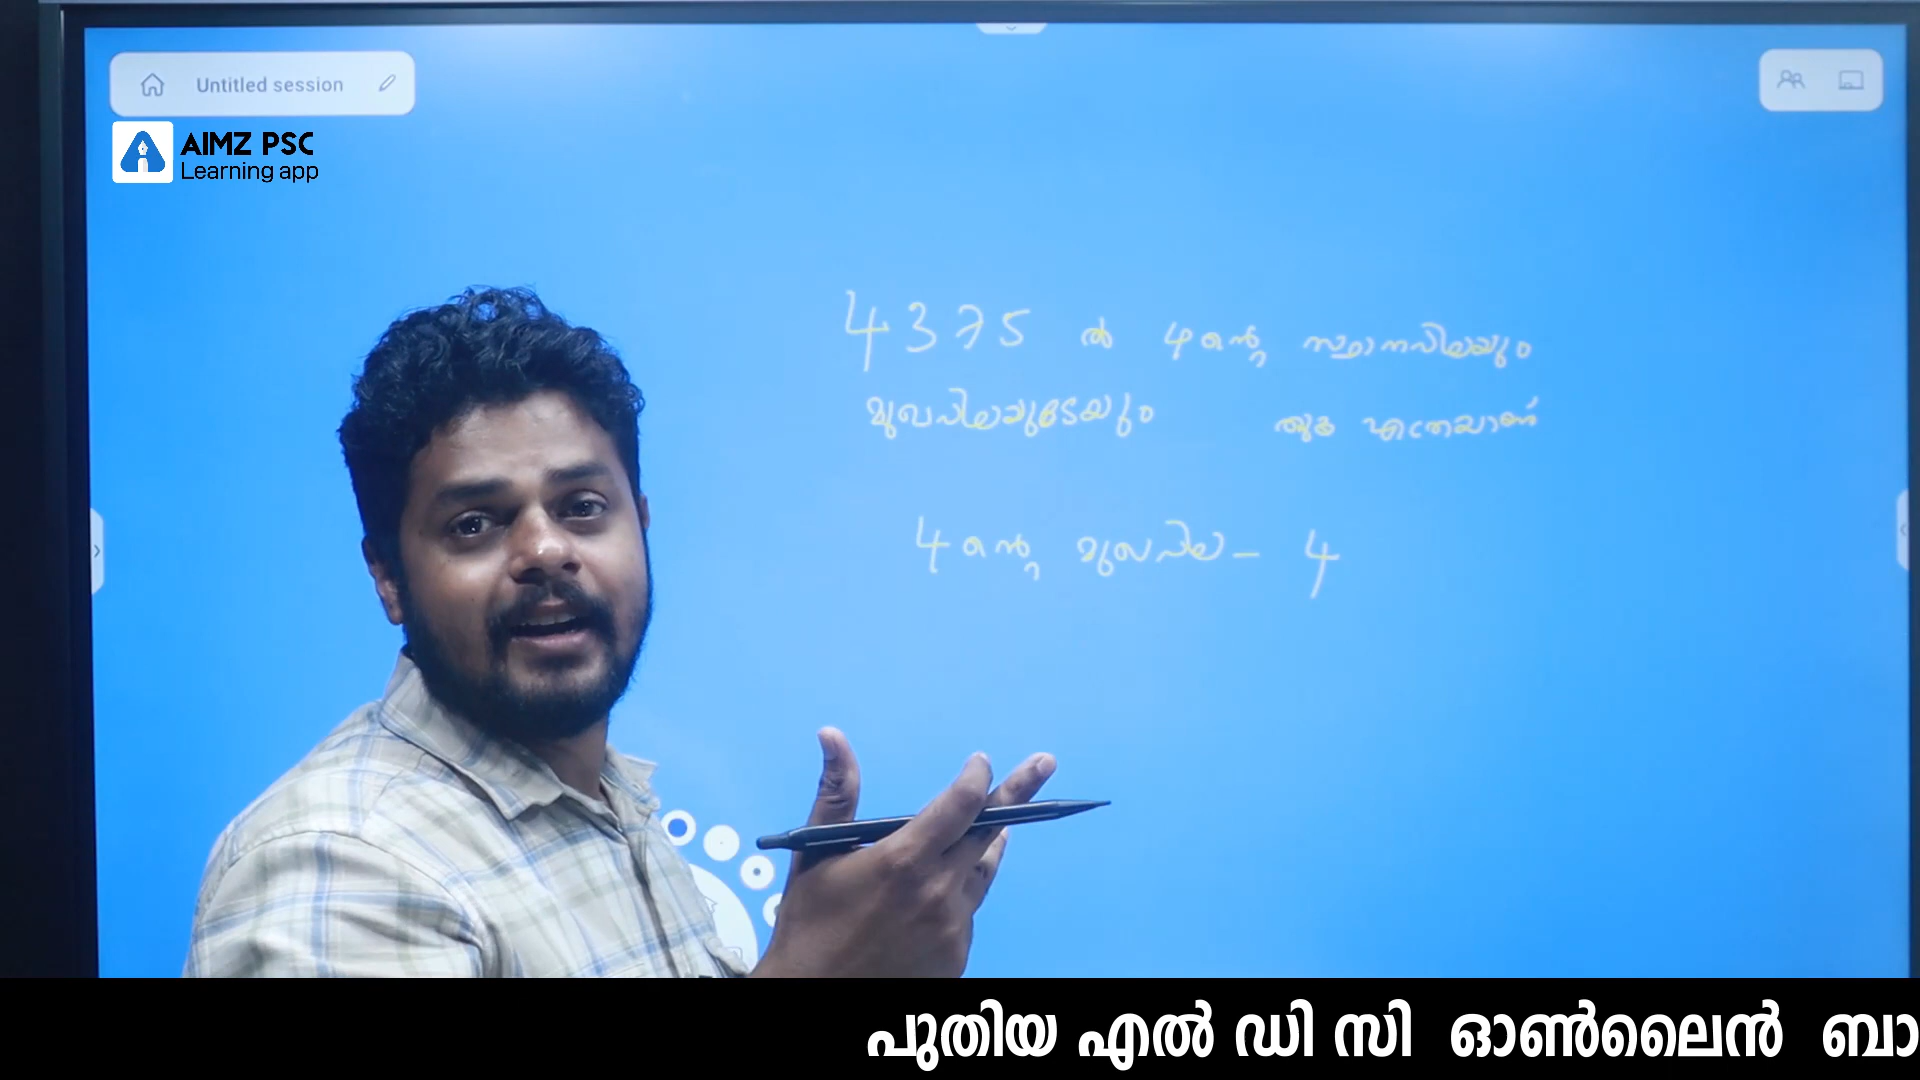 Untitled session
AIMZ PSC
Learning app
4375 ൽ 4ന്റെ സ്ഥാനവിലയും
മുഖവിലയുടേയും തുക എത്രയാണ്
4ന്റെ മുഖവില - 4
പുതിയ എൽ ഡി സി ഓൺലൈൻ ബാ